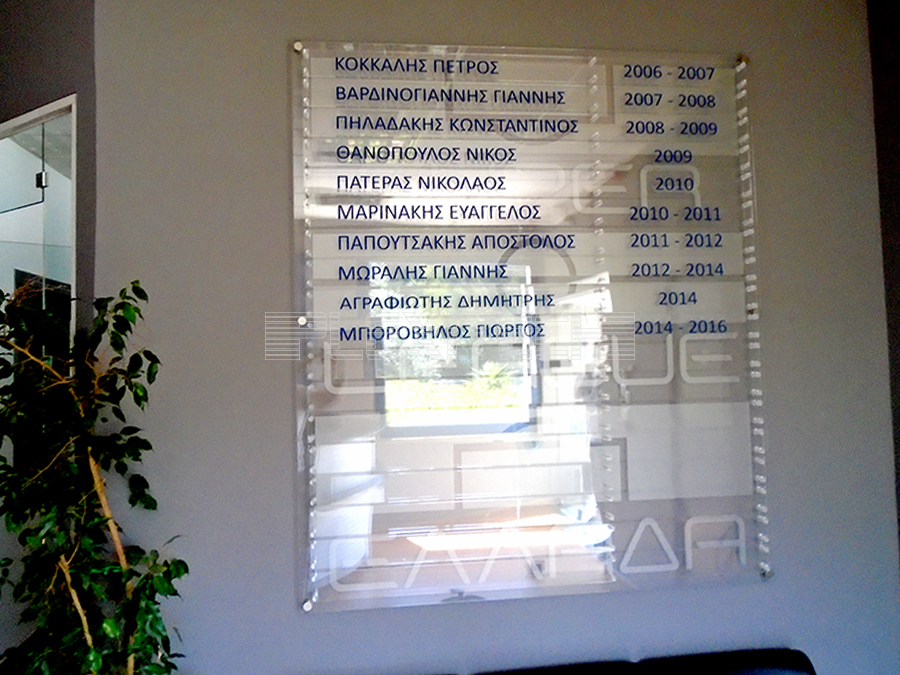 ΚΟΚΚΑΛΗΣ ΠΕΤΡΟΣ 2006 - 2007
ΒΑΡΔΙΝΟΓΙΑΝΝΗΣ ΓΙΑΝΝΗΣ 2007 - 2008
ΠΗΛΑΔΑΚΗΣ ΚΩΝΣΤΑΝΤΙΝΟΣ 2008 - 2009
ΘΑΝΟΠΟΥΛΟΣ ΝΙΚΟΣ 2009
ΠΑΤΕΡΑΣ ΝΙΚΟΛΑΟΣ 2010
ΜΑΡΙΝΑΚΗΣ ΕΥΑΓΓΕΛΟΣ 2010 - 2011
ΠΑΠΟΥΤΣΑΚΗΣ ΑΠΟΣΤΟΛΟΣ 2011 - 2012
ΜΩΡΑΛΗΣ ΓΙΑΝΝΗΣ 2012 - 2014
ΑΓΡΑΦΙΩΤΗΣ ΔΗΜΗΤΡΗΣ 2014
ΜΠΟΡΟΒΗΛΟΣ ΓΙΩΡΓΟΣ 2014 - 2016
ΕΛΛΑΔΑ